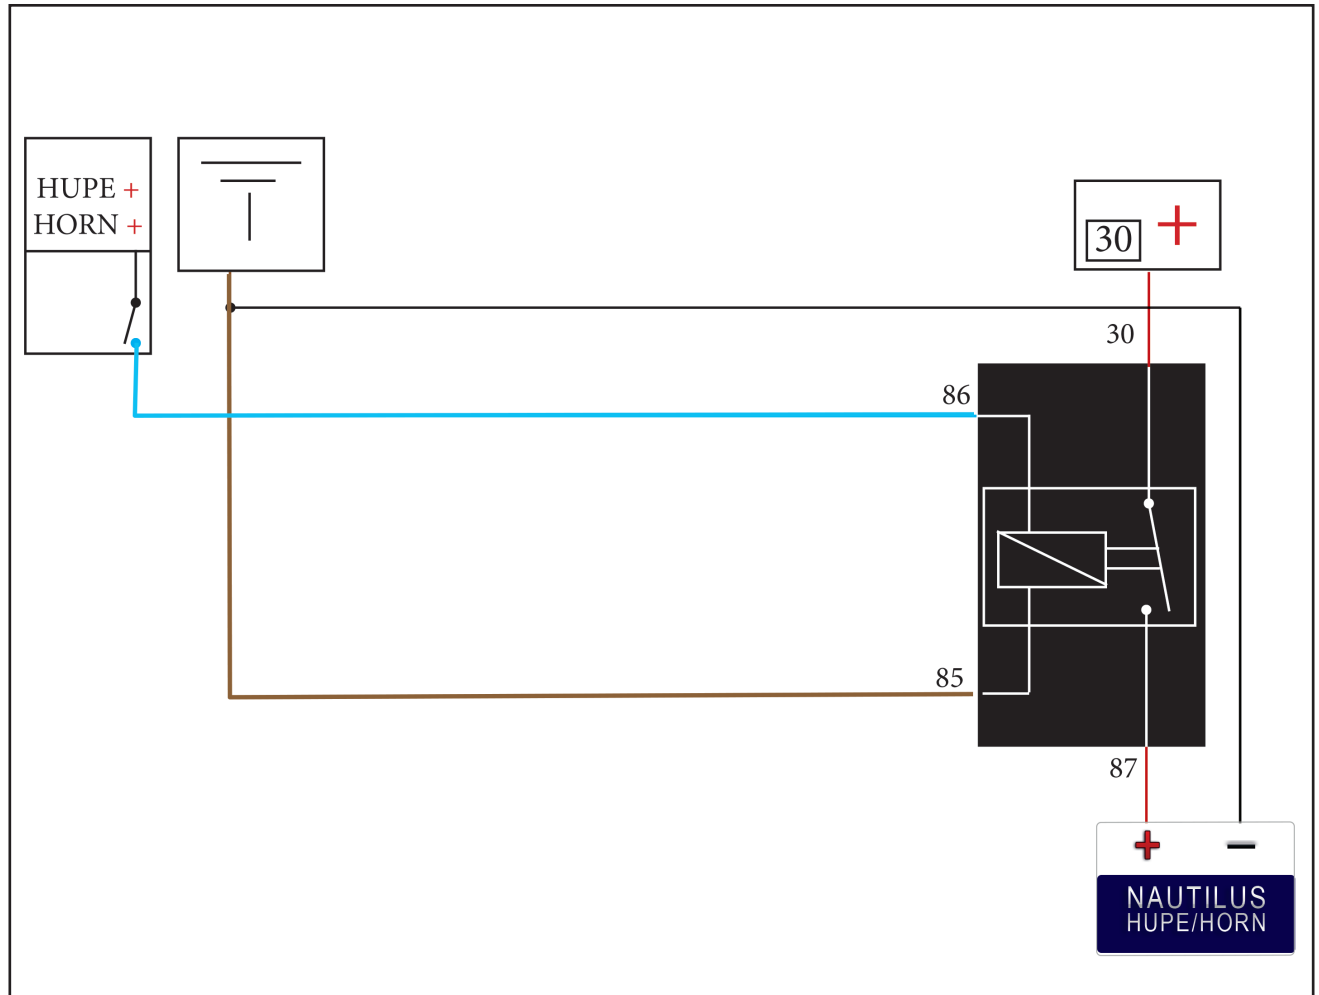 HUPE +
HORN +
30 +
30
86
85
87
+ −
NAUTILUS
HUPE/HORN